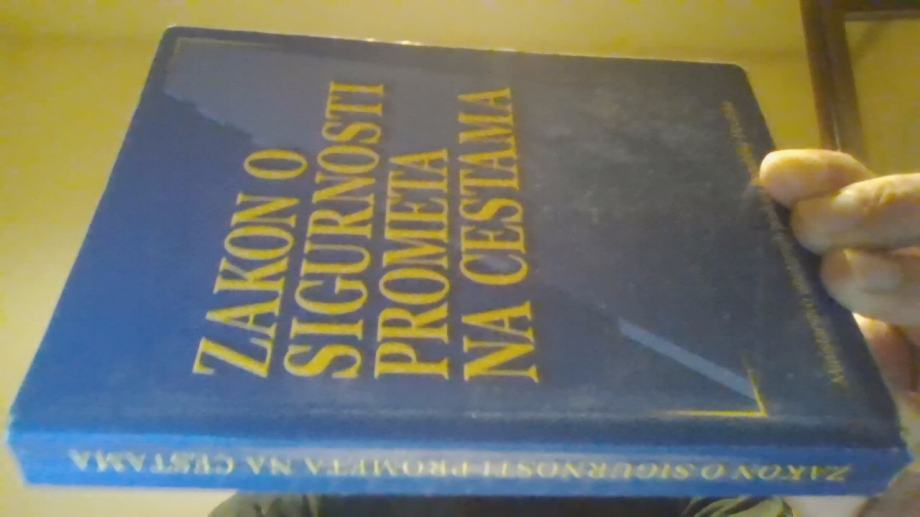 ZAKON O
SIGURNOSTI
PROMETA
NA CESTAMA
ZAKON O SIGURNOSTI PROMETA NA CESTAMA